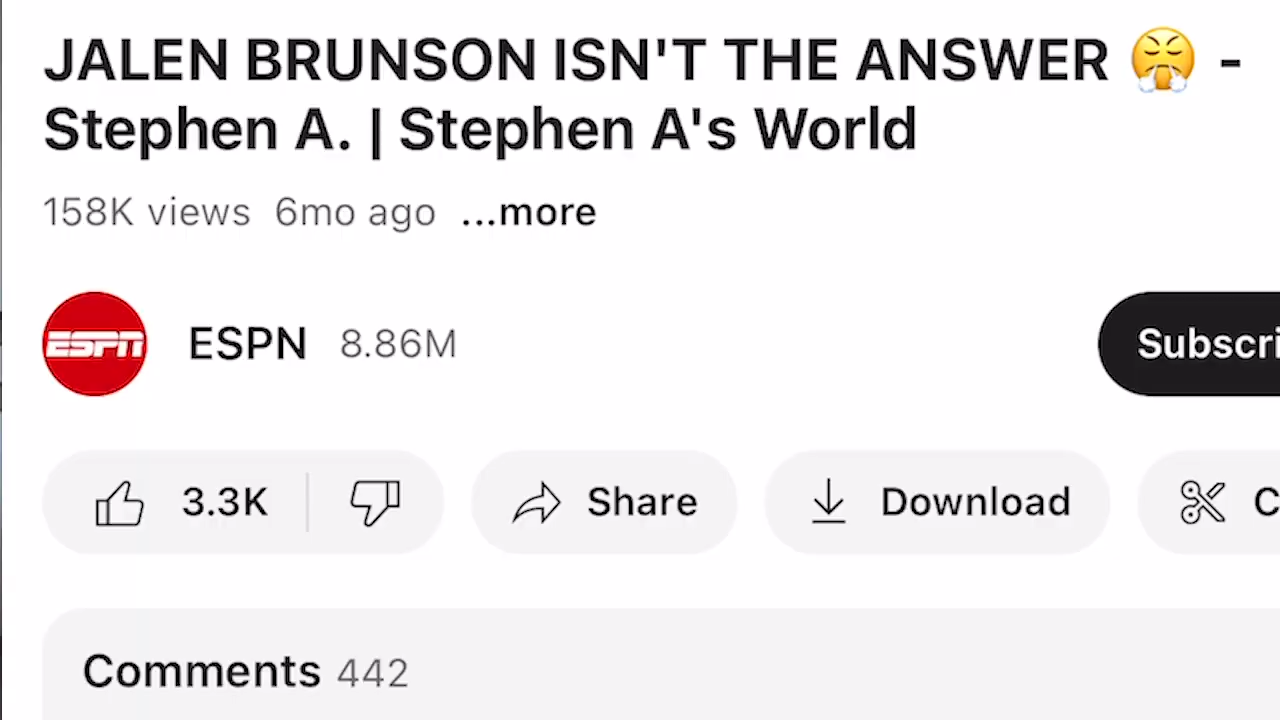 JALEN BRUNSON ISN'T THE ANSWER 😤 -
Stephen A. | Stephen A's World
158K views 6mo ago ...more
ESPN ESPN 8.86M Subscri
3.3K Share Download C
Comments 442